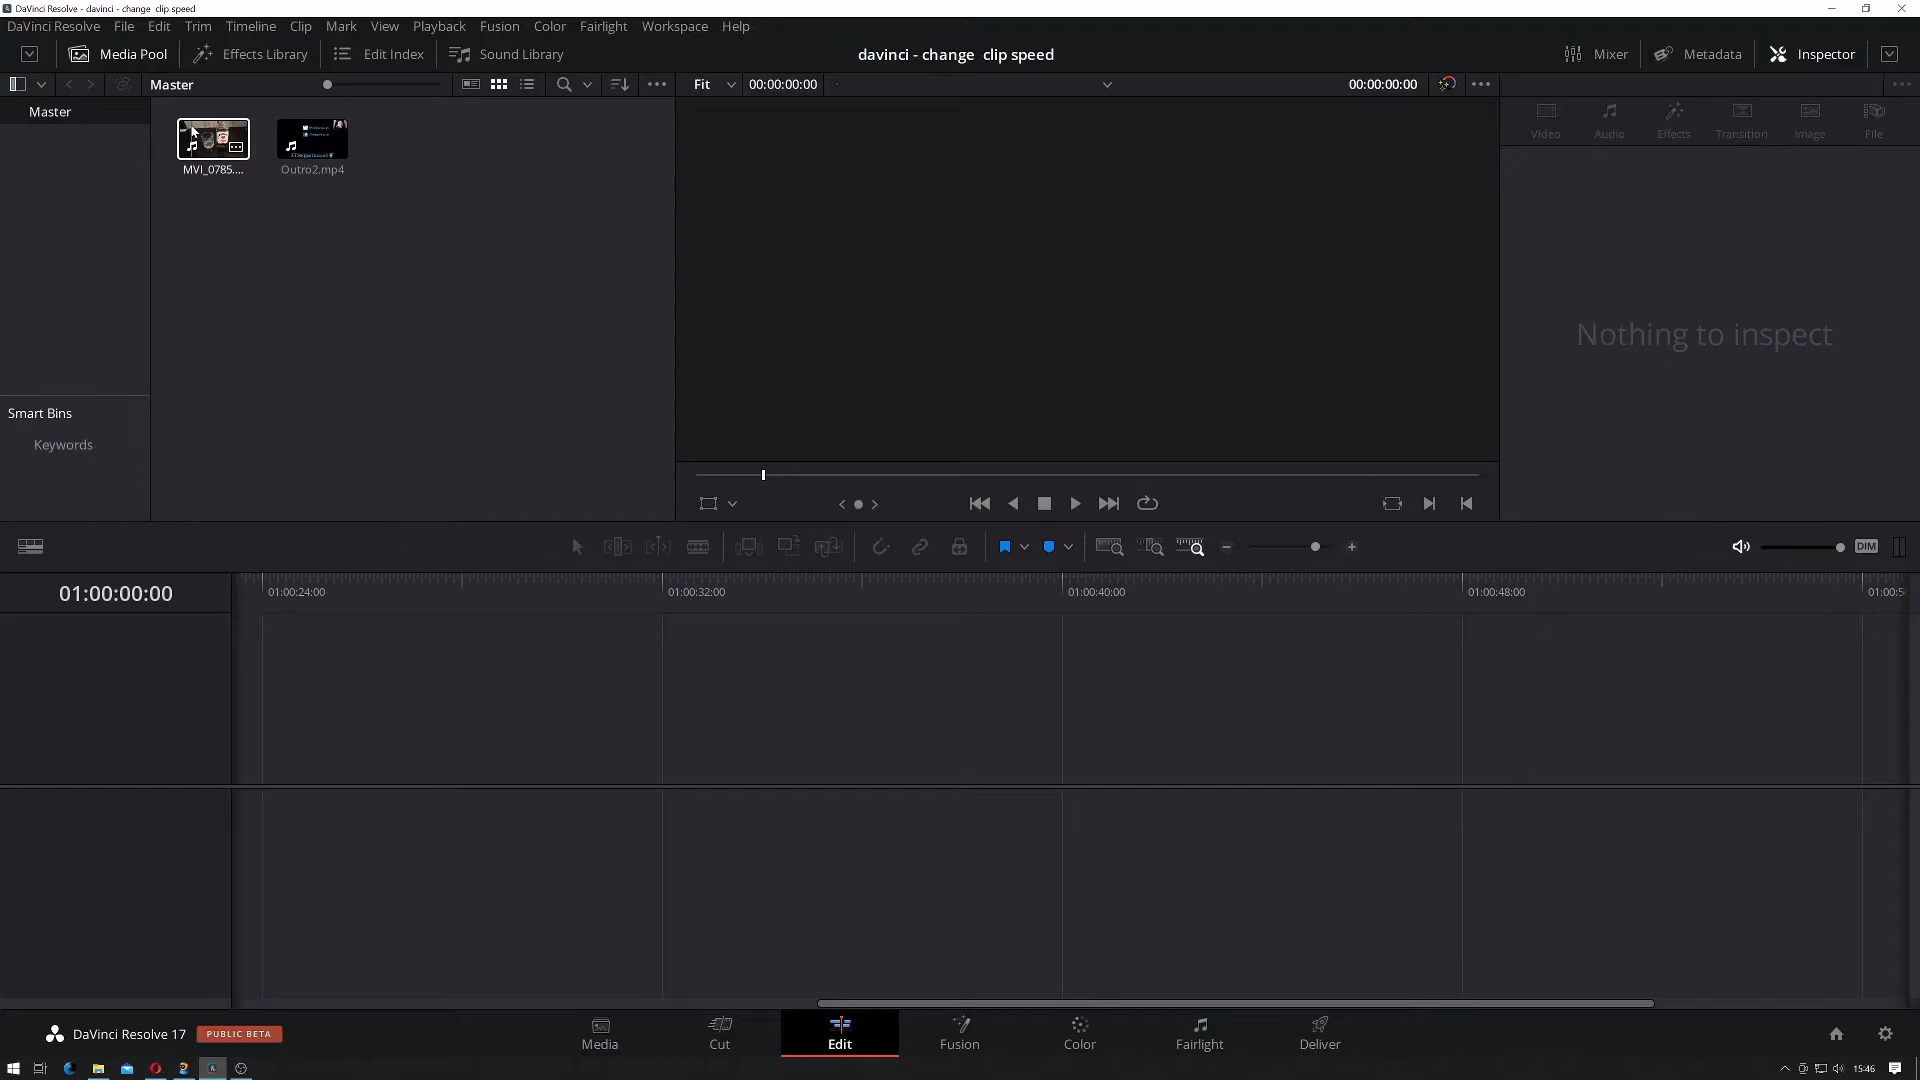 DaVinci Resolve - davinci - change  clip speed
DaVinci Resolve File Edit Trim Timeline Clip Mark View Playback Fusion Color Fairlight Workspace Help
Media Pool Effects Library Edit Index Sound Library davinci - change  clip speed Mixer Metadata Inspector
Master Fit 00:00:00:00 00:00:00:00
Master
Video Audio Effects Transition Image File
MVI_0785.... Outro2.mp4
Nothing to inspect
Smart Bins
Keywords
DIM
01:00:00:00 01:00:24:00 01:00:32:00 01:00:40:00 01:00:48:00 01:00:5
DaVinci Resolve 17 PUBLIC BETA
Media Cut Edit Fusion Color Fairlight Deliver
15:46